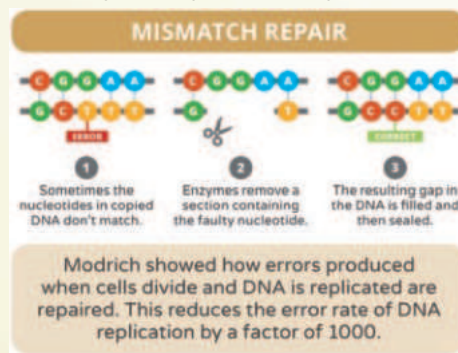 MISMATCH REPAIR
C G G A A
G C T T T
ERROR
C G G A A
G T
C G G A A
G C C T T
CORRECT
1
2
3
Sometimes the
nucleotides in copied
DNA don't match.
Enzymes remove a
section containing
the faulty nucleotide.
The resulting gap in
the DNA is filled and
then sealed.
Modrich showed how errors produced
when cells divide and DNA is replicated are
repaired. This reduces the error rate of DNA
replication by a factor of 1000.